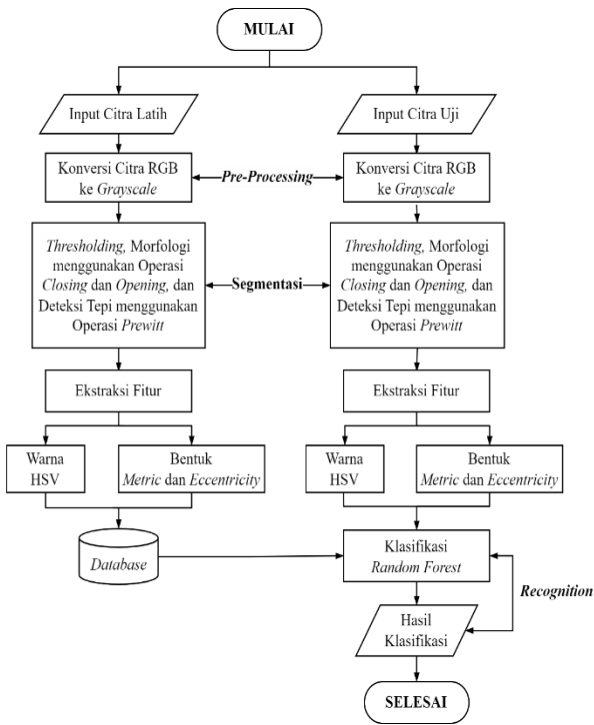 MULAI
Input Citra Latih
Input Citra Uji
Konversi Citra RGB
ke Grayscale
Pre-Processing
Konversi Citra RGB
ke Grayscale
Thresholding, Morfologi
menggunakan Operasi
Closing dan Opening, dan
Deteksi Tepi menggunakan
Operasi Prewitt
Segmentasi
Thresholding, Morfologi
menggunakan Operasi
Closing dan Opening, dan
Deteksi Tepi menggunakan
Operasi Prewitt
Ekstraksi Fitur
Ekstraksi Fitur
Warna
HSV
Bentuk
Metric dan Eccentricity
Warna
HSV
Bentuk
Metric dan Eccentricity
Database
Klasifikasi
Random Forest
Recognition
Hasil
Klasifikasi
SELESAI